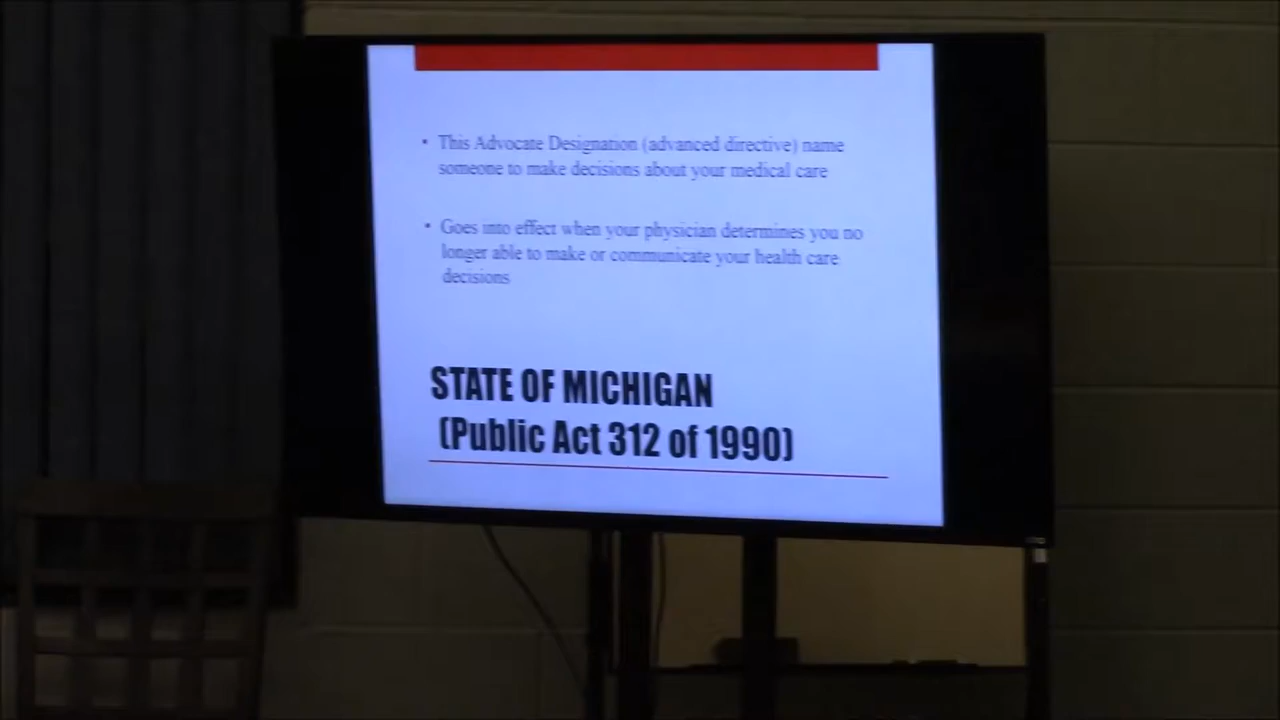 • This Advocate Designation (advanced directive) name
someone to make decisions about your medical care
• Goes into effect when your physician determines you no
longer able to make or communicate your health care
decisions
STATE OF MICHIGAN
(Public Act 312 of 1990)